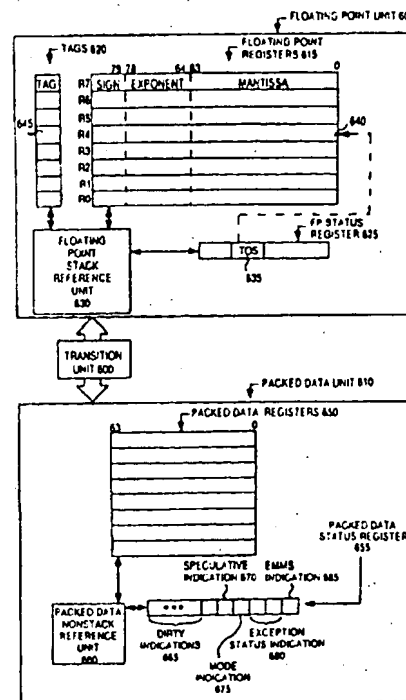 FLOATING POINT UNIT 60
TAGS 620
FLOATING POINT
REGISTERS 615
79 78 64 63 0
TAG R7 SIGN EXPONENT MANTISSA
R6
R5
645 R4 640
R3
R2
R1
R0
FLOATING
POINT
STACK
REFERENCE
UNIT
630
FP STATUS
REGISTER 625
TOS
635
TRANSITION
UNIT 600
PACKED DATA UNIT 610
PACKED DATA REGISTERS 650
63 0
PACKED DATA
STATUS REGISTER
655
SPECULATIVE
INDICATION 670
EMMS
INDICATION 685
PACKED DATA
NONSTACK
REFERENCE
UNIT
660
DIRTY
INDICATIONS
665
MODE
INDICATION
675
EXCEPTION
STATUS INDICATION
680